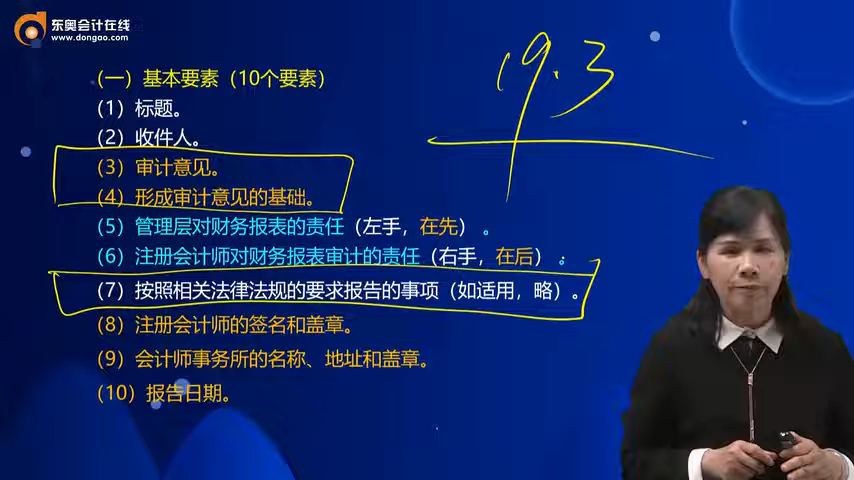 东奥会计在线
www.dongao.com
19.3
（一）基本要素（10个要素）
（1）标题。
（2）收件人。
（3）审计意见。
（4）形成审计意见的基础。
（5）管理层对财务报表的责任（左手，在先）。
（6）注册会计师对财务报表审计的责任（右手，在后）。
（7）按照相关法律法规的要求报告的事项（如适用，略）。
（8）注册会计师的签名和盖章。
（9）会计师事务所的名称、地址和盖章。
（10）报告日期。